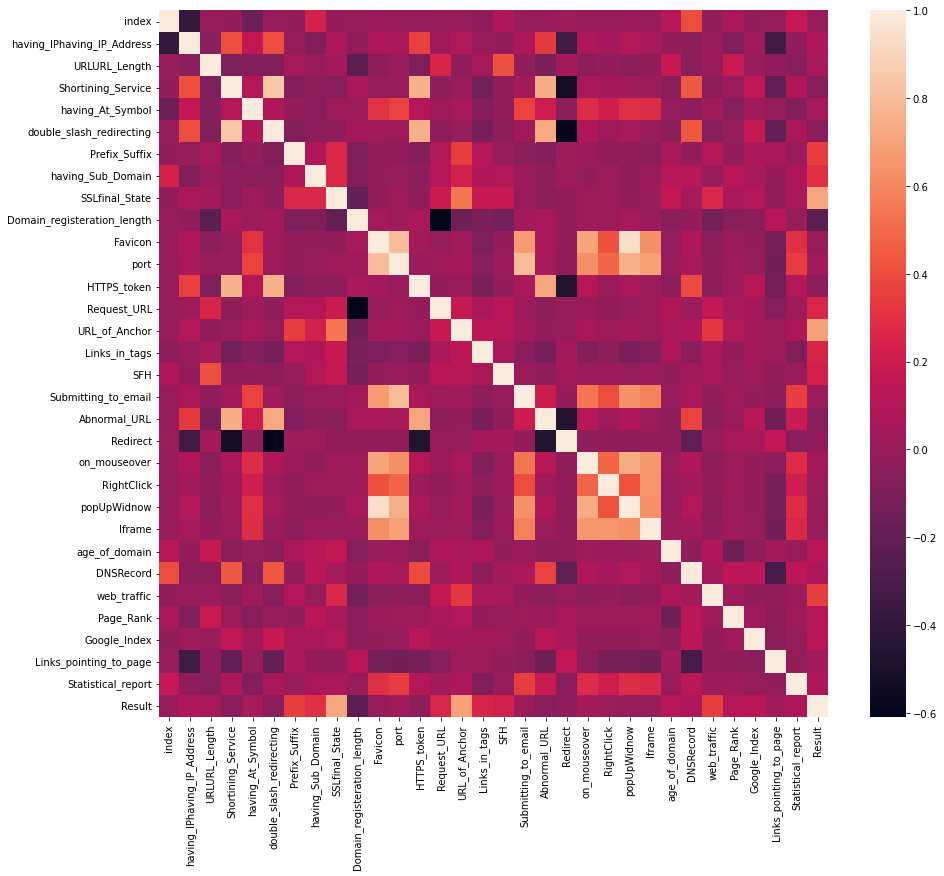 index
having_IPhaving_IP_Address
URLURL_Length
Shortining_Service
having_At_Symbol
double_slash_redirecting
Prefix_Suffix
having_Sub_Domain
SSLfinal_State
Domain_registeration_length
Favicon
port
HTTPS_token
Request_URL
URL_of_Anchor
Links_in_tags
SFH
Submitting_to_email
Abnormal_URL
Redirect
on_mouseover
RightClick
popUpWidnow
Iframe
age_of_domain
DNSRecord
web_traffic
Page_Rank
Google_Index
Links_pointing_to_page
Statistical_report
Result
index
having_IPhaving_IP_Address
URLURL_Length
Shortining_Service
having_At_Symbol
double_slash_redirecting
Prefix_Suffix
having_Sub_Domain
SSLfinal_State
Domain_registeration_length
Favicon
port
HTTPS_token
Request_URL
URL_of_Anchor
Links_in_tags
SFH
Submitting_to_email
Abnormal_URL
Redirect
on_mouseover
RightClick
popUpWidnow
Iframe
age_of_domain
DNSRecord
web_traffic
Page_Rank
Google_Index
Links_pointing_to_page
Statistical_report
Result
1.0
0.8
0.6
0.4
0.2
0.0
−0.2
−0.4
−0.6